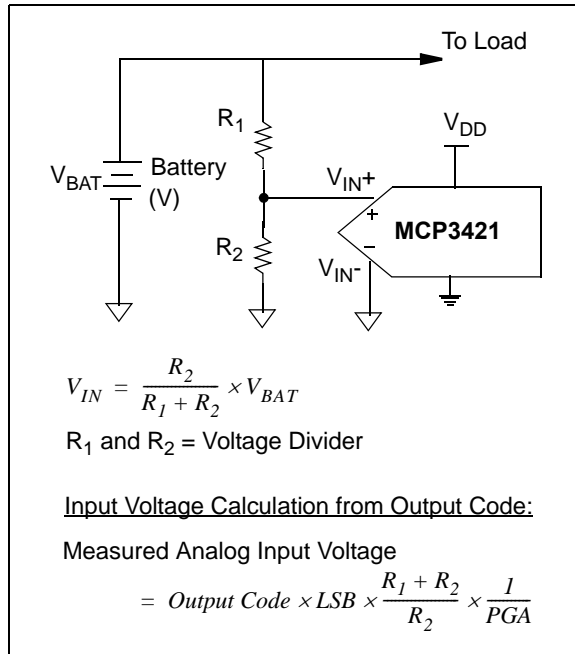 To Load
R1
VDD
VBAT
Battery
(V)
VIN+
+
MCP3421
R2
–
VIN-
VIN = R2 / (R1 + R2) × VBAT
R1 and R2 = Voltage Divider
Input Voltage Calculation from Output Code:
Measured Analog Input Voltage
= Output Code × LSB × (R1 + R2) / R2 × 1 / PGA